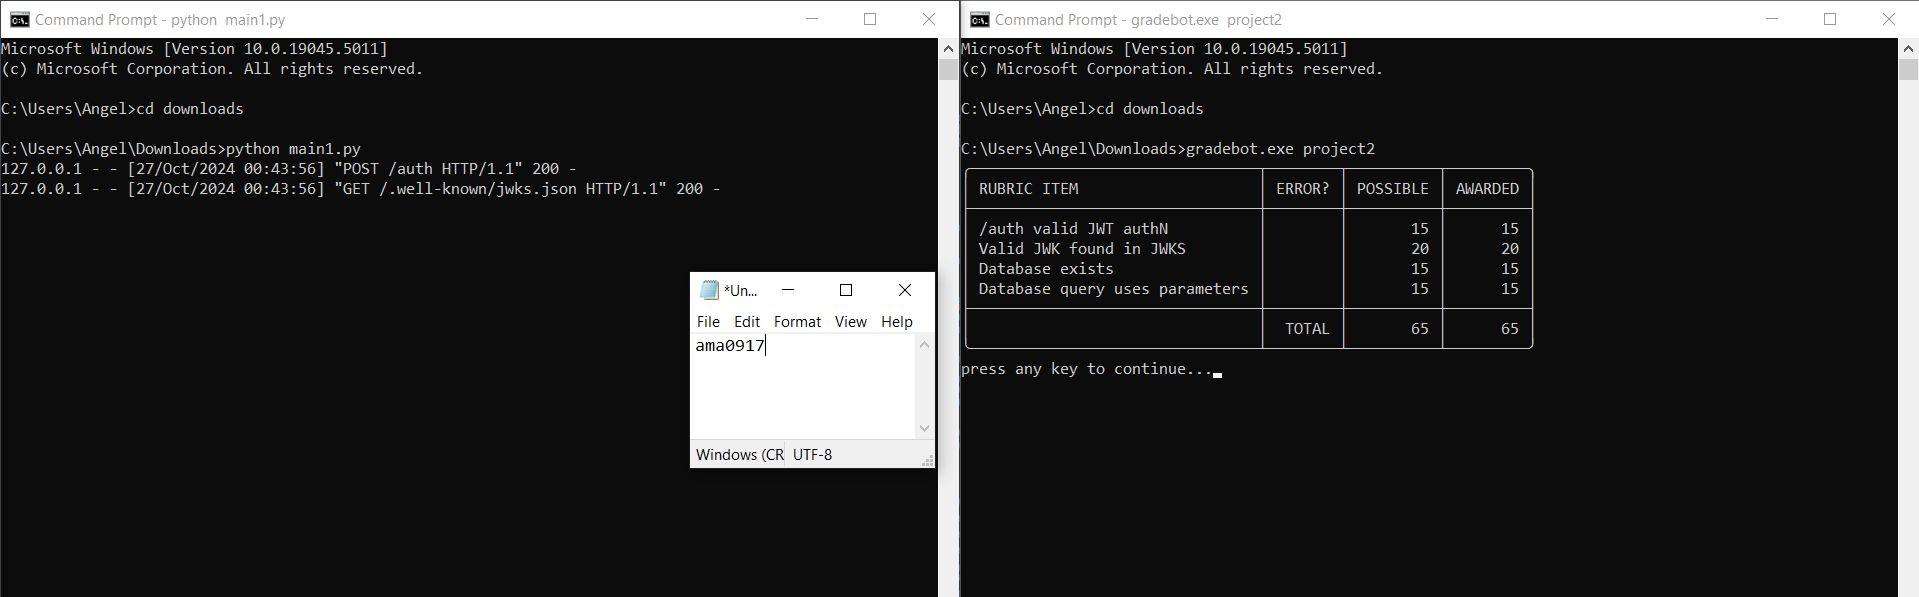 Command Prompt - python  main1.py
Microsoft Windows [Version 10.0.19045.5011]
(c) Microsoft Corporation. All rights reserved.
C:\Users\Angel>cd downloads
C:\Users\Angel\Downloads>python main1.py
127.0.0.1 - - [27/Oct/2024 00:43:56] "POST /auth HTTP/1.1" 200 -
127.0.0.1 - - [27/Oct/2024 00:43:56] "GET /.well-known/jwks.json HTTP/1.1" 200 -
*Un...
File Edit Format View Help
ama0917
Windows (CR UTF-8
Command Prompt - gradebot.exe  project2
Microsoft Windows [Version 10.0.19045.5011]
(c) Microsoft Corporation. All rights reserved.
C:\Users\Angel>cd downloads
C:\Users\Angel\Downloads>gradebot.exe project2
RUBRIC ITEM ERROR? POSSIBLE AWARDED
/auth valid JWT authN 15 15
Valid JWK found in JWKS 20 20
Database exists 15 15
Database query uses parameters 15 15
TOTAL 65 65
press any key to continue...